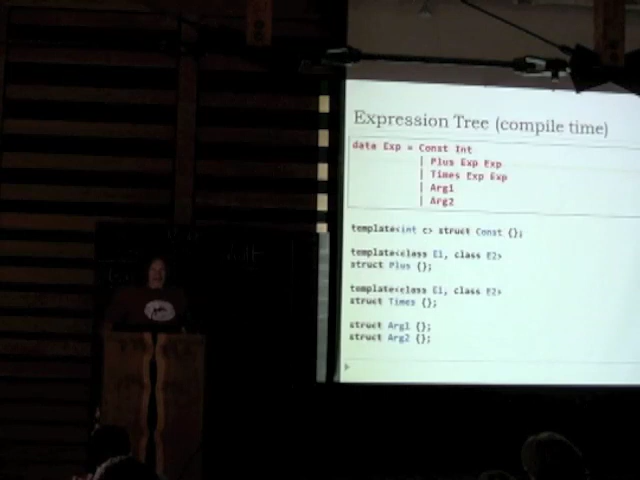 Expression Tree (compile time)
data Exp = Const Int
| Plus Exp Exp
| Times Exp Exp
| Arg1
| Arg2
template<int c> struct Const {};
template<class E1, class E2>
struct Plus {};
template<class E1, class E2>
struct Times {};
struct Arg1 {};
struct Arg2 {};